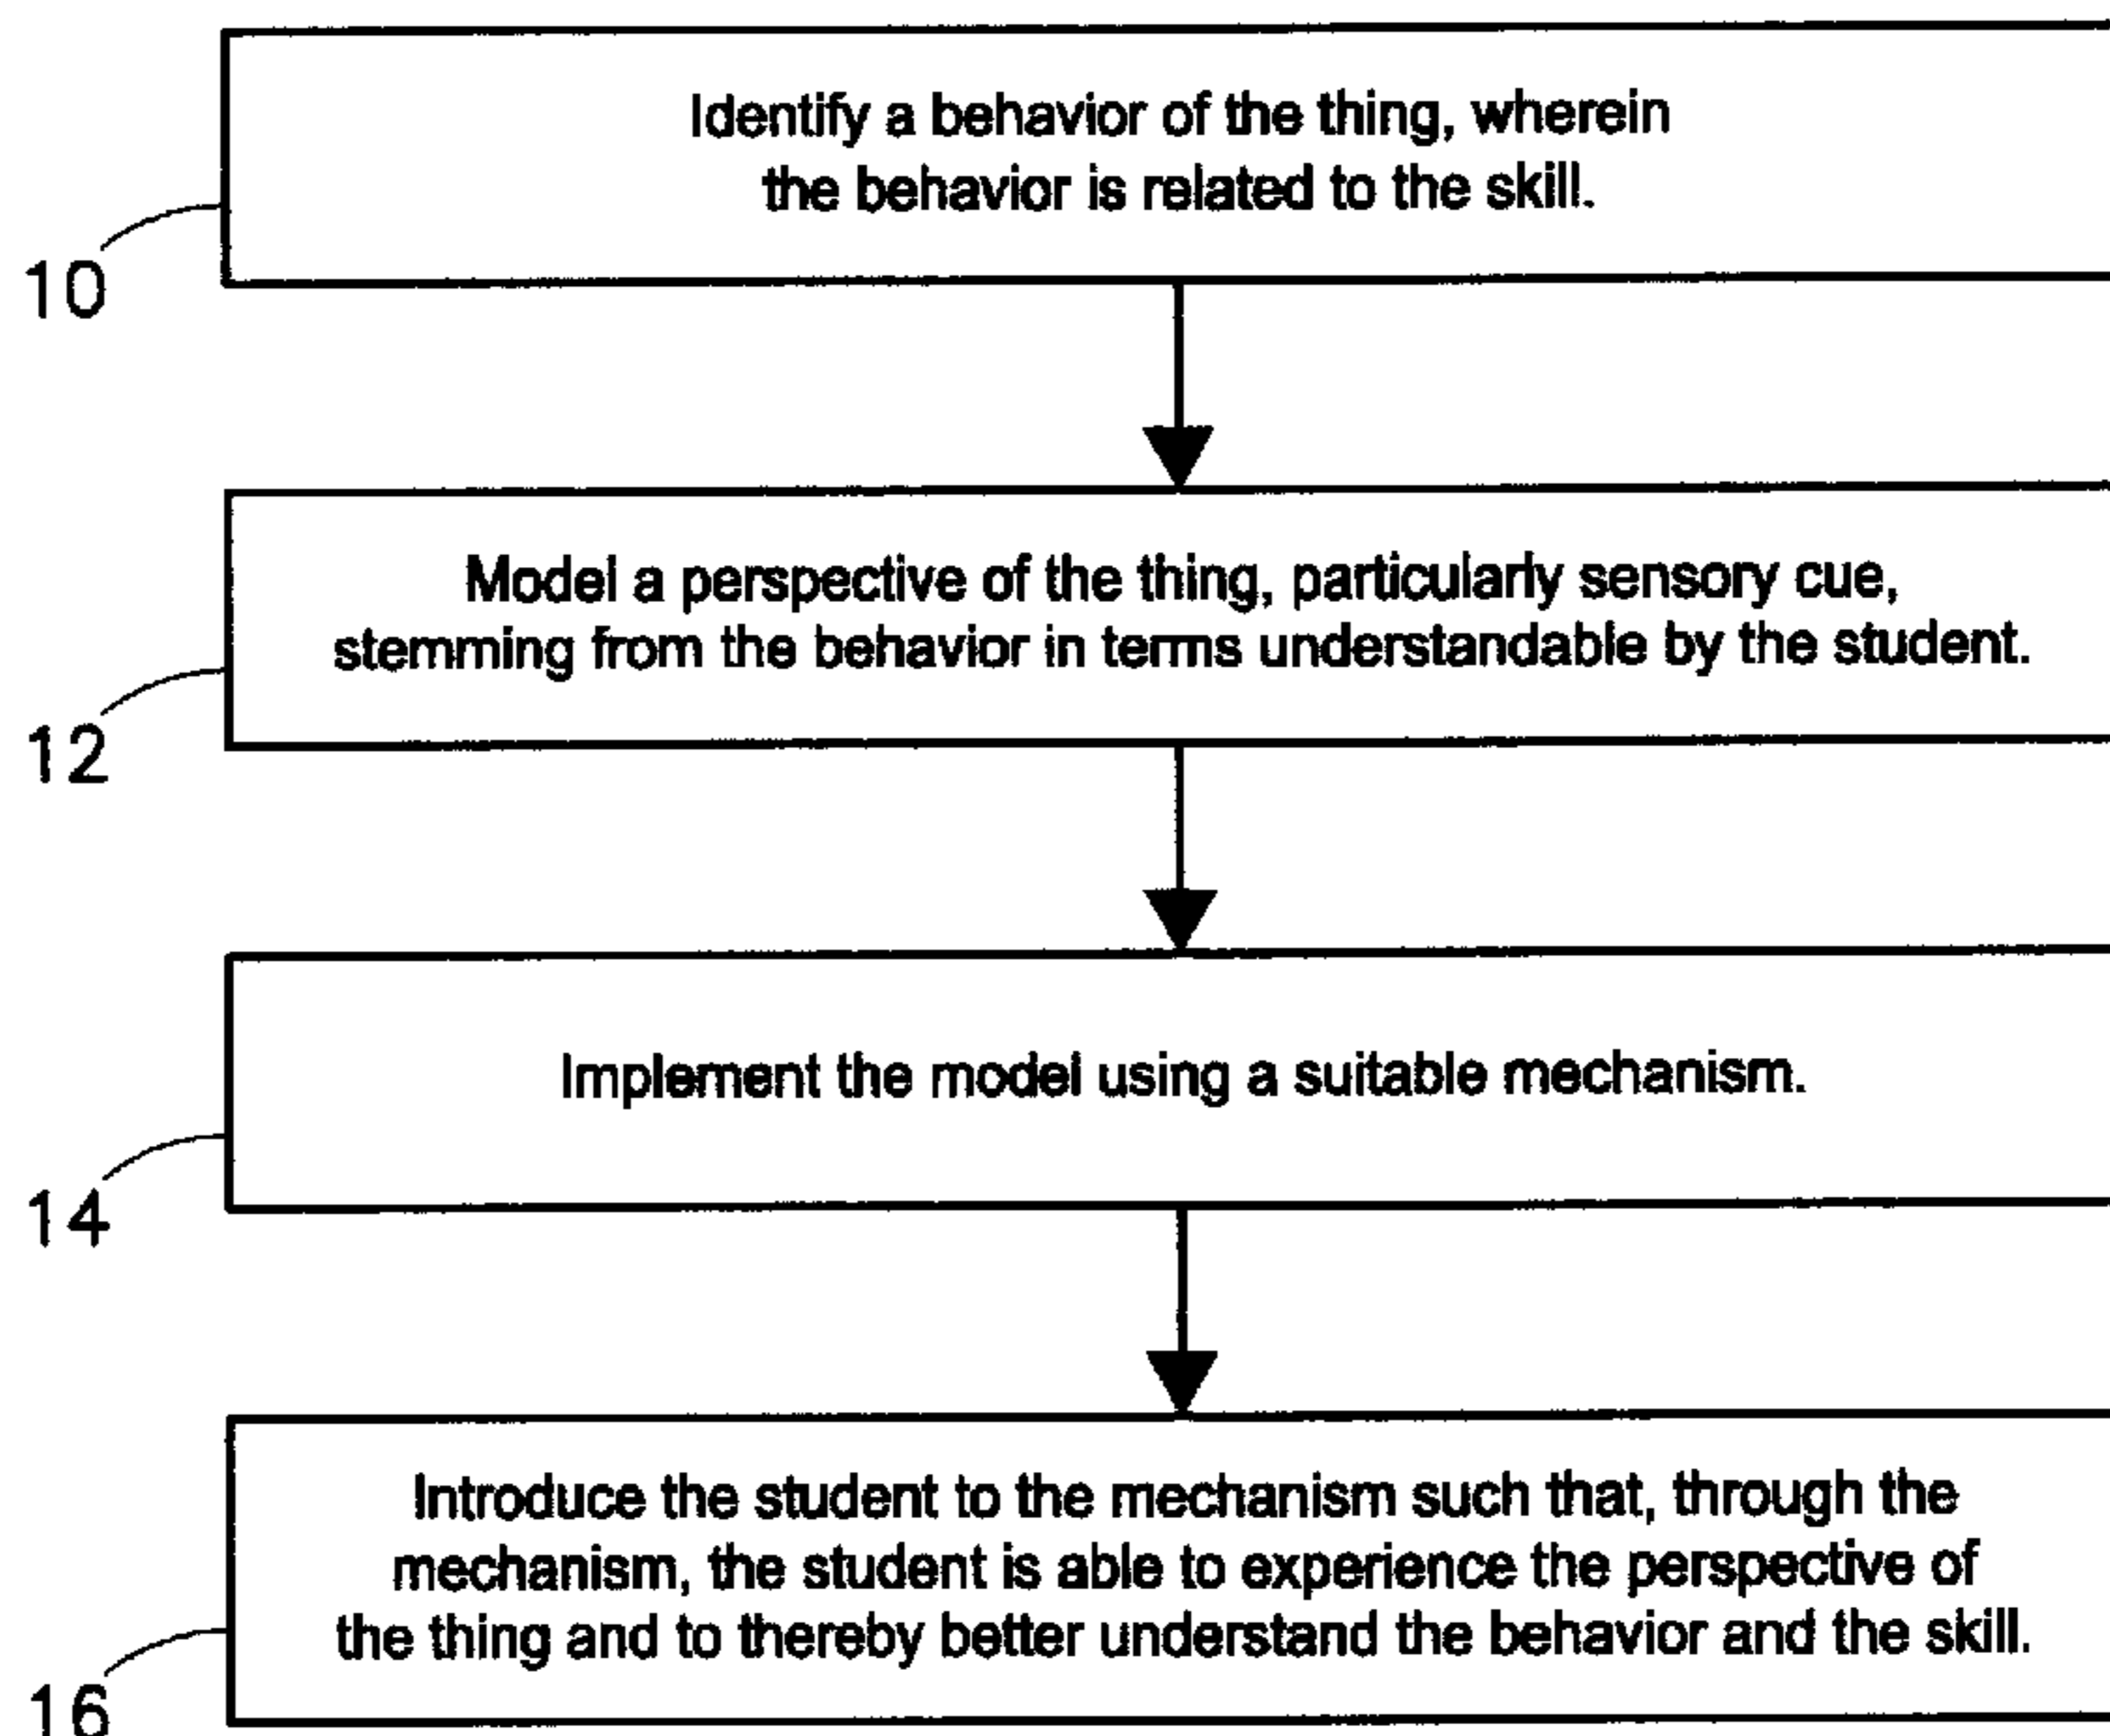 Identify a behavior of the thing, wherein
the behavior is related to the skill.
10
Model a perspective of the thing, particularly sensory cue,
stemming from the behavior in terms understandable by the student.
12
Implement the model using a suitable mechanism.
14
Introduce the student to the mechanism such that, through the
mechanism, the student is able to experience the perspective of
the thing and to thereby better understand the behavior and the skill.
16